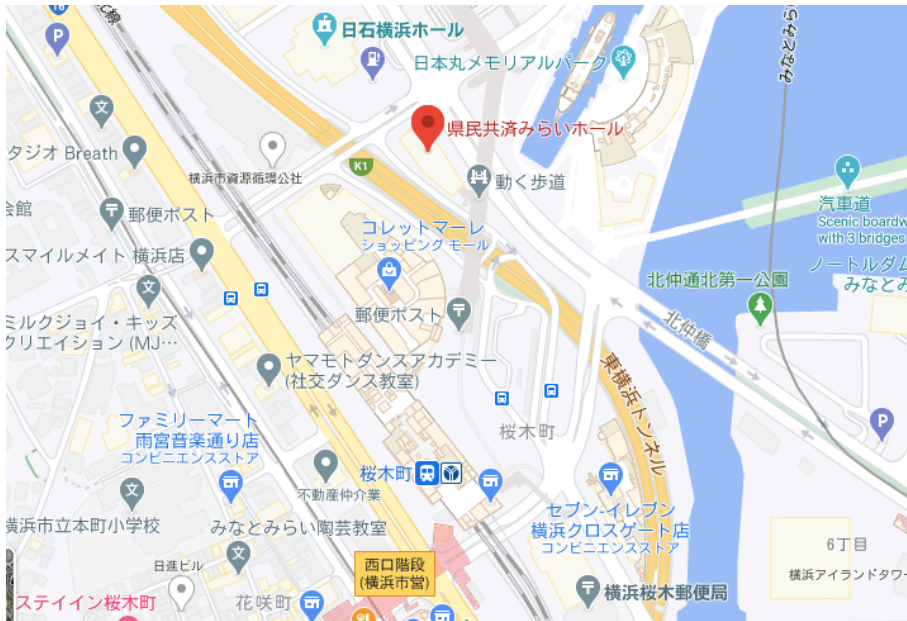 16
北線
P
日石横浜ホール
日本丸メモリアルパーク
みなとみらい
県民共済みらいホール
文
タジオ Breath
K1
横浜市資源循環公社
動く歩道
汽車道
Scenic boardw
with 3 bridges
会館
郵便ポスト
コレットマーレ
ショッピング モール
スマイルメイト 横浜店
北仲通北第一公園
ノートルダム
みなとみ
ミルクジョイ・キッズ
クリエイション (MJ…
郵便ポスト
北仲橋
ヤマモトダンスアカデミー
(社交ダンス教室)
東横浜トンネル
ファミリーマート
雨宮音楽通り店
コンビニエンスストア
桜木町
P
桜木町
不動産仲介業
文
横浜市立本町小学校
みなとみらい陶芸教室
セブン-イレブン
横浜クロスゲート店
コンビニエンスストア
6丁目
横浜アイランドタワー
日進ビル
文
西口階段
(横浜市営)
横浜桜木郵便局
ステイイン桜木町
花咲町